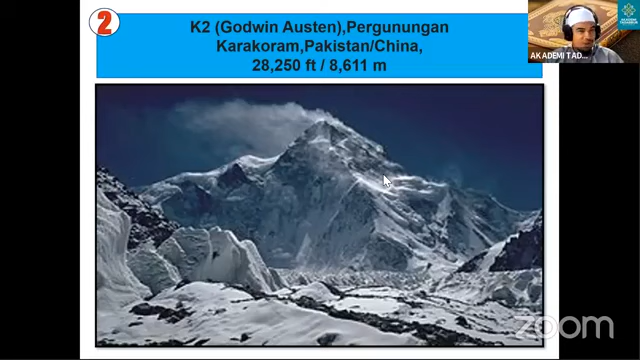 2
K2 (Godwin Austen),Pergunungan
Karakoram,Pakistan/China,
28,250 ft / 8,611 m
AKADEMI TAD...
zoom